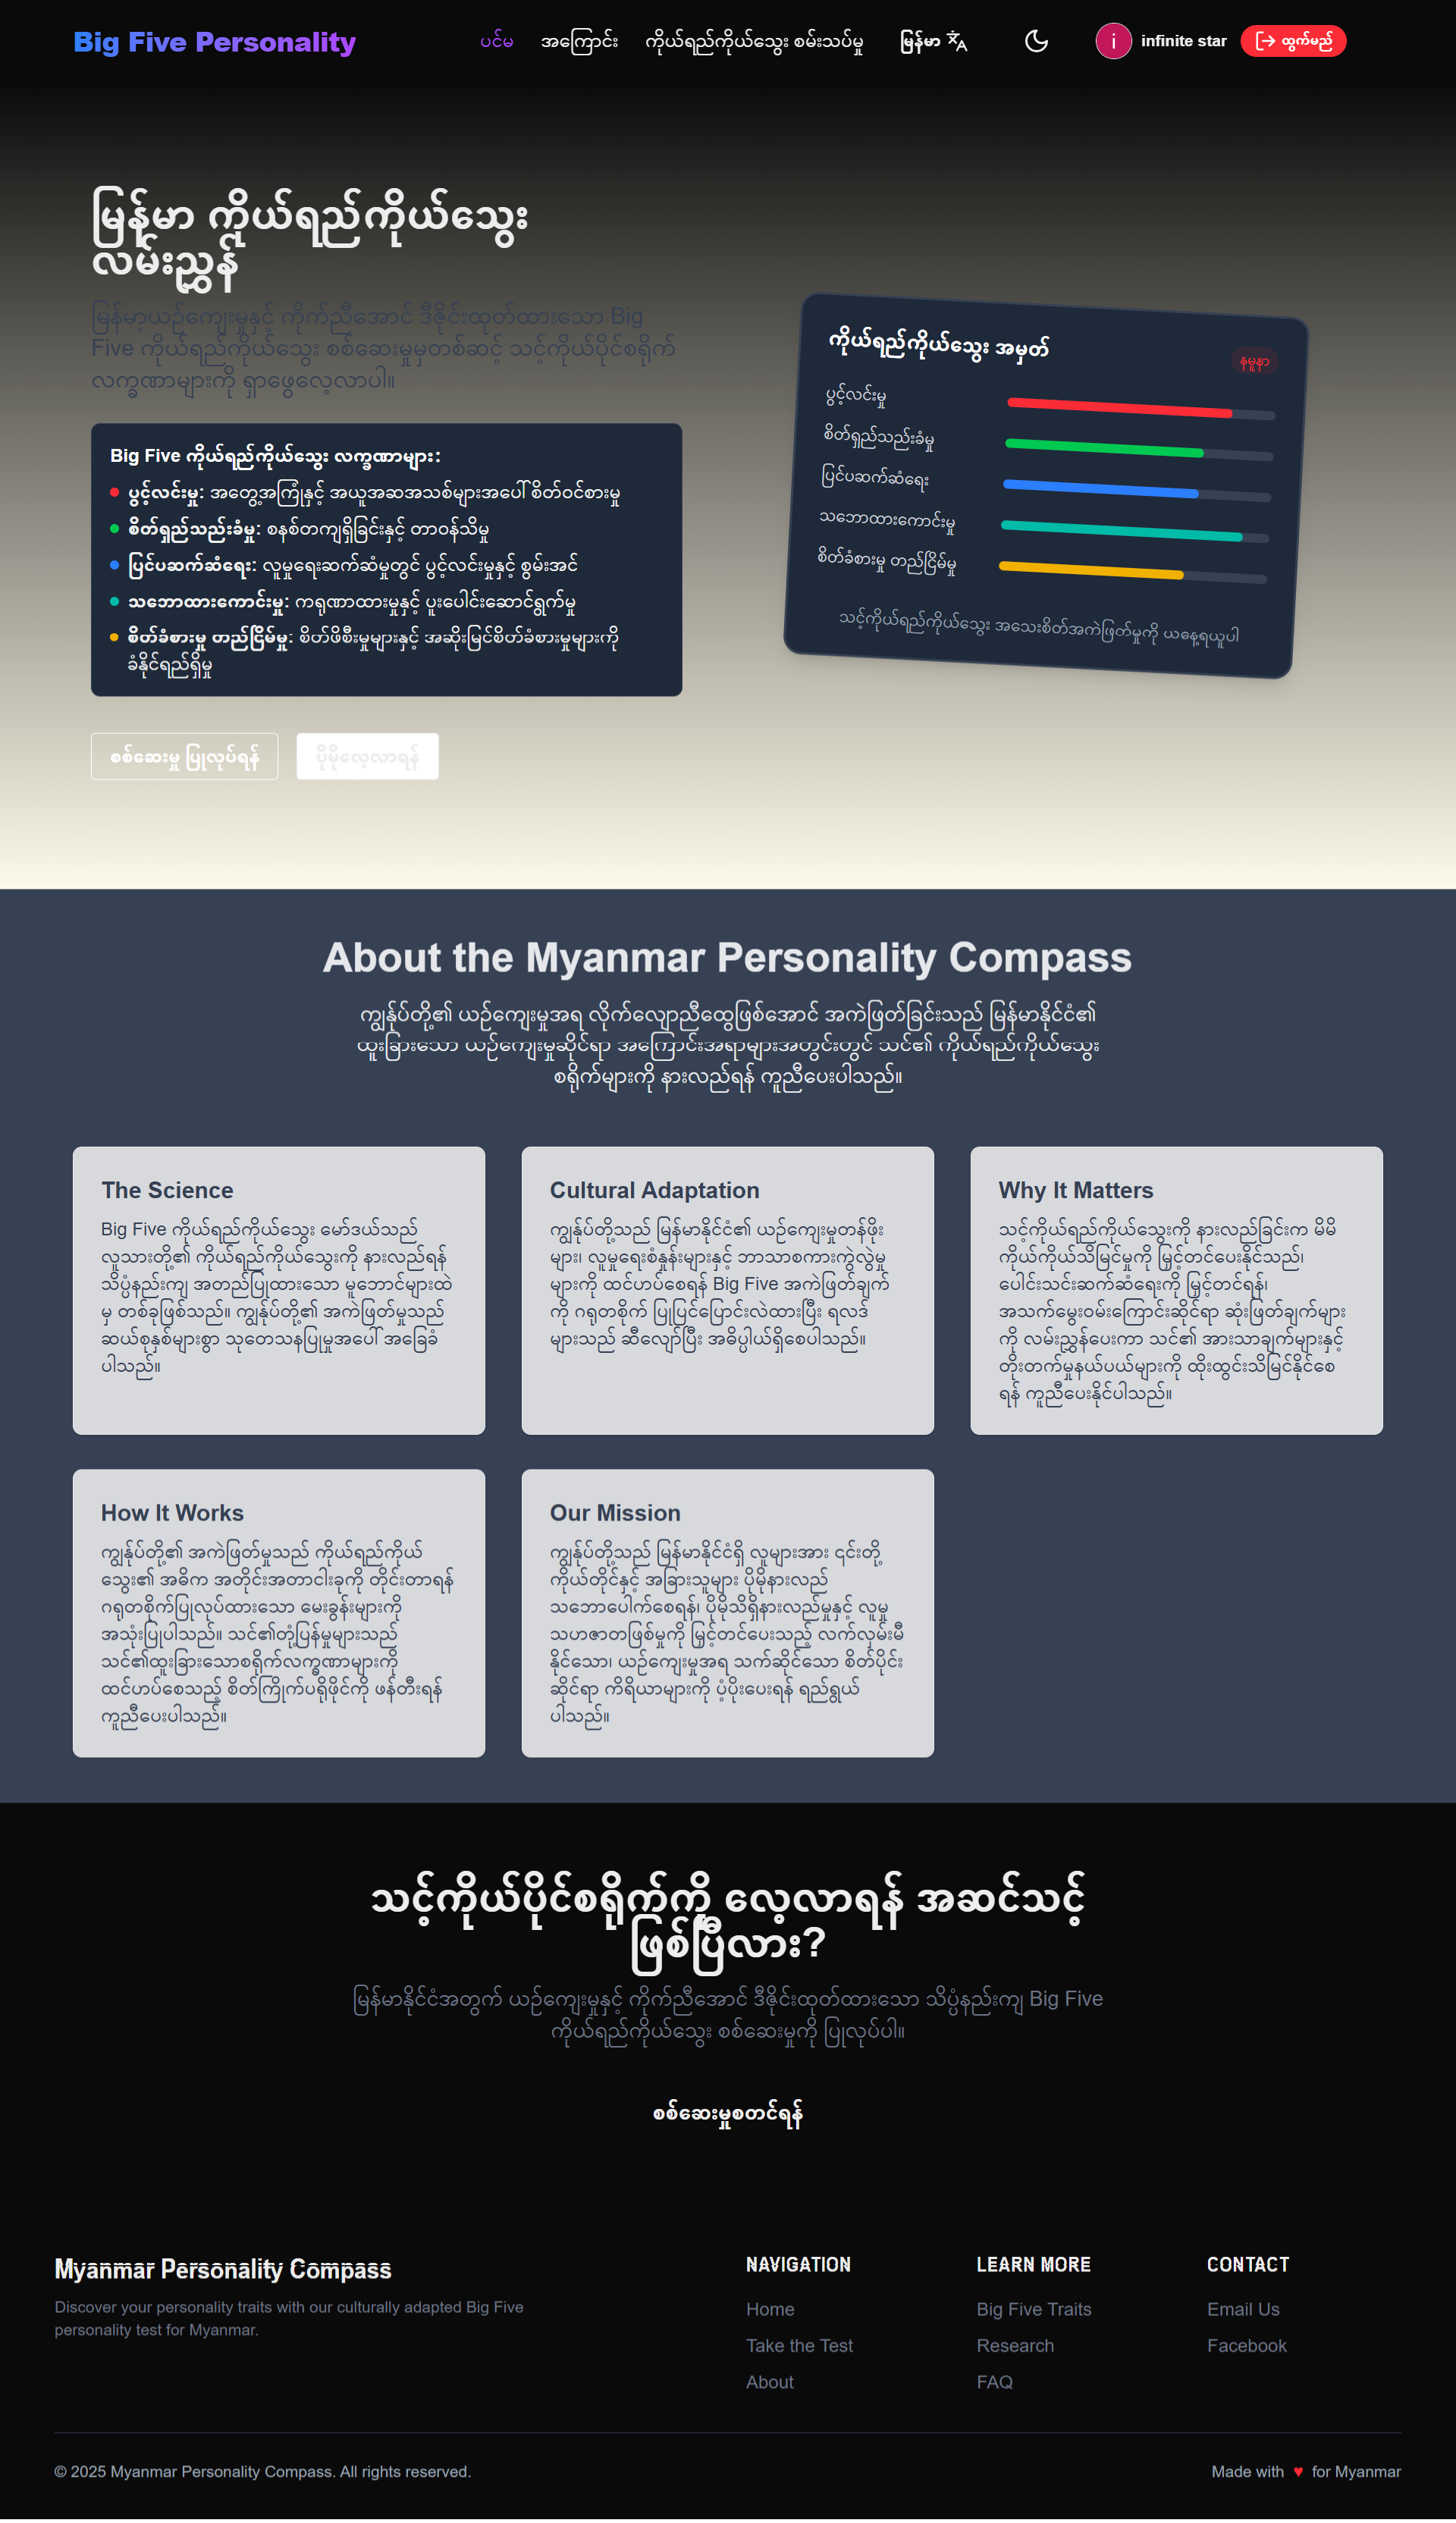 Big Five Personality
ပင်မ
အကြောင်း
ကိုယ်ရည်ကိုယ်သွေး စမ်းသပ်မှု
မြန်မာ
i
infinite star
ထွက်မည်
မြန်မာ ကိုယ်ရည်ကိုယ်သွေး
လမ်းညွှန်
မြန်မာ့ယဉ်ကျေးမှုနှင့် ကိုက်ညီအောင် ဒီဇိုင်းထုတ်ထားသော Big
Five ကိုယ်ရည်ကိုယ်သွေး စစ်ဆေးမှုမှတစ်ဆင့် သင့်ကိုယ်ပိုင်စရိုက်
လက္ခဏာများကို ရှာဖွေလေ့လာပါ။
Big Five ကိုယ်ရည်ကိုယ်သွေး လက္ခဏာများ:
ပွင့်လင်းမှု: အတွေ့အကြုံနှင့် အယူအဆအသစ်များအပေါ် စိတ်ဝင်စားမှု
စိတ်ရှည်သည်းခံမှု: စနစ်တကျရှိခြင်းနှင့် တာဝန်သိမှု
ပြင်ပဆက်ဆံရေး: လူမှုရေးဆက်ဆံမှုတွင် ပွင့်လင်းမှုနှင့် စွမ်းအင်
သဘောထားကောင်းမှု: ကရုဏာထားမှုနှင့် ပူးပေါင်းဆောင်ရွက်မှု
စိတ်ခံစားမှု တည်ငြိမ်မှု: စိတ်ဖိစီးမှုများနှင့် အဆိုးမြင်စိတ်ခံစားမှုများကို
ခံနိုင်ရည်ရှိမှု
စစ်ဆေးမှု ပြုလုပ်ရန်
ပိုမိုလေ့လာရန်
ကိုယ်ရည်ကိုယ်သွေး အမှတ်
နမူနာ
ပွင့်လင်းမှု
စိတ်ရှည်သည်းခံမှု
ပြင်ပဆက်ဆံရေး
သဘောထားကောင်းမှု
စိတ်ခံစားမှု တည်ငြိမ်မှု
သင့်ကိုယ်ရည်ကိုယ်သွေး အသေးစိတ်အကဲဖြတ်မှုကို ယနေ့ရယူပါ
About the Myanmar Personality Compass
ကျွန်ုပ်တို့၏ ယဉ်ကျေးမှုအရ လိုက်လျောညီထွေဖြစ်အောင် အကဲဖြတ်ခြင်းသည် မြန်မာနိုင်ငံ၏
ထူးခြားသော ယဉ်ကျေးမှုဆိုင်ရာ အကြောင်းအရာများအတွင်းတွင် သင်၏ ကိုယ်ရည်ကိုယ်သွေး
စရိုက်များကို နားလည်ရန် ကူညီပေးပါသည်။
The Science
Big Five ကိုယ်ရည်ကိုယ်သွေး မော်ဒယ်သည်
လူသားတို့၏ ကိုယ်ရည်ကိုယ်သွေးကို နားလည်ရန်
သိပ္ပံနည်းကျ အတည်ပြုထားသော မူဘောင်များထဲ
မှ တစ်ခုဖြစ်သည်။ ကျွန်ုပ်တို့၏ အကဲဖြတ်မှုသည်
ဆယ်စုနှစ်များစွာ သုတေသနပြုမှုအပေါ် အခြေခံ
ပါသည်။
Cultural Adaptation
ကျွန်ုပ်တို့သည် မြန်မာနိုင်ငံ၏ ယဉ်ကျေးမှုတန်ဖိုး
များ၊ လူမှုရေးစံနှုန်းများနှင့် ဘာသာစကားကွဲလွဲမှု
များကို ထင်ဟပ်စေရန် Big Five အကဲဖြတ်ချက်
ကို ဂရုတစိုက် ပြုပြင်ပြောင်းလဲထားပြီး ရလဒ်
များသည် ဆီလျော်ပြီး အဓိပ္ပါယ်ရှိစေပါသည်။
Why It Matters
သင့်ကိုယ်ရည်ကိုယ်သွေးကို နားလည်ခြင်းက မိမိ
ကိုယ်ကိုယ်သိမြင်မှုကို မြှင့်တင်ပေးနိုင်သည်၊
ပေါင်းသင်းဆက်ဆံရေးကို မြှင့်တင်ရန်၊
အသက်မွေးဝမ်းကြောင်းဆိုင်ရာ ဆုံးဖြတ်ချက်များ
ကို လမ်းညွှန်ပေးကာ သင်၏ အားသာချက်များနှင့်
တိုးတက်မှုနယ်ပယ်များကို ထိုးထွင်းသိမြင်နိုင်စေ
ရန် ကူညီပေးနိုင်ပါသည်။
How It Works
ကျွန်ုပ်တို့၏ အကဲဖြတ်မှုသည် ကိုယ်ရည်ကိုယ်
သွေး၏ အဓိက အတိုင်းအတာငါးခုကို တိုင်းတာရန်
ဂရုတစိုက်ပြုလုပ်ထားသော မေးခွန်းများကို
အသုံးပြုပါသည်။ သင်၏တုံ့ပြန်မှုများသည်
သင်၏ထူးခြားသောစရိုက်လက္ခဏာများကို
ထင်ဟပ်စေသည့် စိတ်ကြိုက်ပရိုဖိုင်ကို ဖန်တီးရန်
ကူညီပေးပါသည်။
Our Mission
ကျွန်ုပ်တို့သည် မြန်မာနိုင်ငံရှိ လူများအား ၎င်းတို့
ကိုယ်တိုင်နှင့် အခြားသူများ ပိုမိုနားလည်
သဘောပေါက်စေရန်၊ ပိုမိုသိရှိနားလည်မှုနှင့် လူမှု
သဟဇာတဖြစ်မှုကို မြှင့်တင်ပေးသည့် လက်လှမ်းမီ
နိုင်သော၊ ယဉ်ကျေးမှုအရ သက်ဆိုင်သော စိတ်ပိုင်း
ဆိုင်ရာ ကိရိယာများကို ပံ့ပိုးပေးရန် ရည်ရွယ်
ပါသည်။
သင့်ကိုယ်ပိုင်စရိုက်ကို လေ့လာရန် အဆင်သင့်
ဖြစ်ပြီလား?
မြန်မာနိုင်ငံအတွက် ယဉ်ကျေးမှုနှင့် ကိုက်ညီအောင် ဒီဇိုင်းထုတ်ထားသော သိပ္ပံနည်းကျ Big Five
ကိုယ်ရည်ကိုယ်သွေး စစ်ဆေးမှုကို ပြုလုပ်ပါ။
စစ်ဆေးမှုစတင်ရန်
Myanmar Personality Compass
Discover your personality traits with our culturally adapted Big Five
personality test for Myanmar.
NAVIGATION
Home
Take the Test
About
LEARN MORE
Big Five Traits
Research
FAQ
CONTACT
Email Us
Facebook
© 2025 Myanmar Personality Compass. All rights reserved.
Made with ♥ for Myanmar